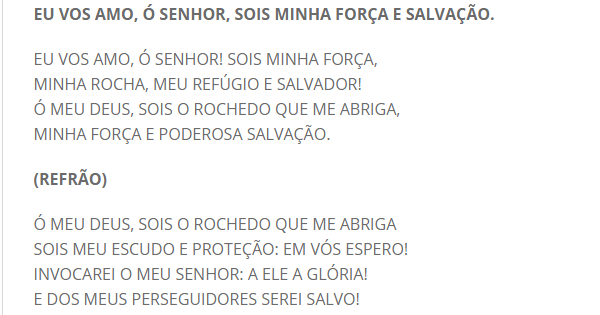 EU VOS AMO, Ó SENHOR, SOIS MINHA FORÇA E SALVAÇÃO.
EU VOS AMO, Ó SENHOR! SOIS MINHA FORÇA,
MINHA ROCHA, MEU REFÚGIO E SALVADOR!
Ó MEU DEUS, SOIS O ROCHEDO QUE ME ABRIGA,
MINHA FORÇA E PODEROSA SALVAÇÃO.
(REFRÃO)
Ó MEU DEUS, SOIS O ROCHEDO QUE ME ABRIGA
SOIS MEU ESCUDO E PROTEÇÃO: EM VÓS ESPERO!
INVOCAREI O MEU SENHOR: A ELE A GLÓRIA!
E DOS MEUS PERSEGUIDORES SEREI SALVO!